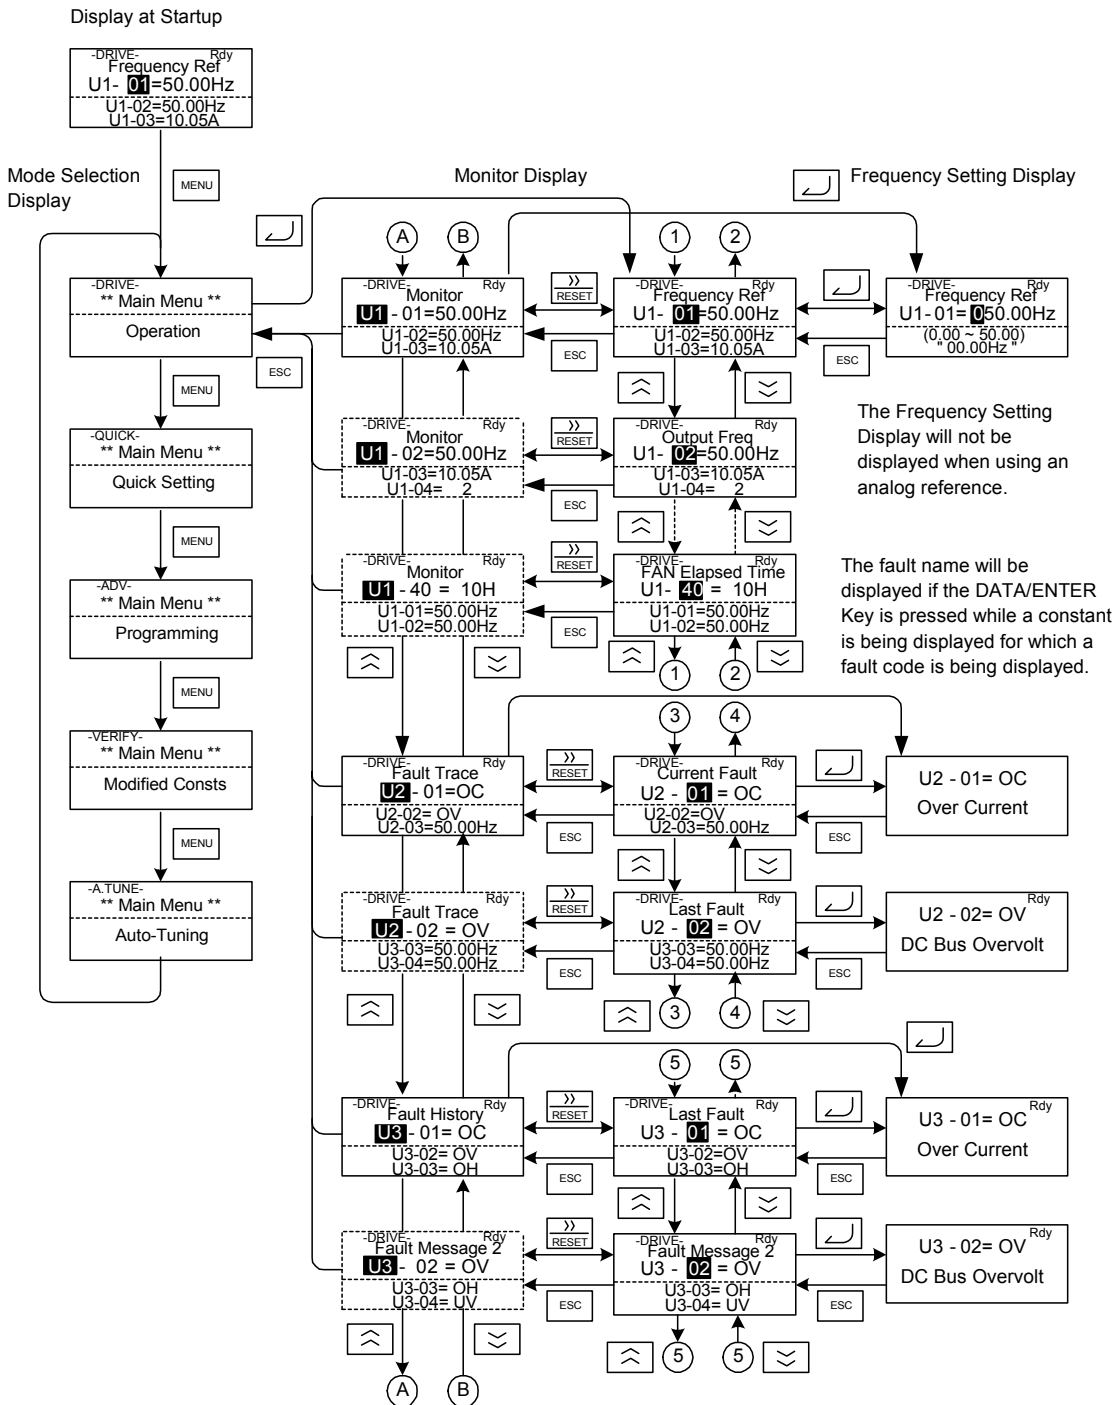 Display at Startup
-DRIVE- Rdy
Frequency Ref
U1- 01=50.00Hz
U1-02=50.00Hz
U1-03=10.05A
Mode Selection
Display
MENU
Monitor Display
Frequency Setting Display
A
B
1
2
-DRIVE-
** Main Menu **
Operation
-DRIVE- Rdy
Monitor
U1 - 01=50.00Hz
U1-02=50.00Hz
U1-03=10.05A
>>
RESET
ESC
-DRIVE- Rdy
Frequency Ref
U1- 01=50.00Hz
U1-02=50.00Hz
U1-03=10.05A
ESC
-DRIVE- Rdy
Frequency Ref
U1- 01= 050.00Hz
(0.00 ~ 50.00)
" 00.00Hz "
ESC
MENU
-QUICK-
** Main Menu **
Quick Setting
-DRIVE- Rdy
Monitor
U1 - 02=50.00Hz
U1-03=10.05A
U1-04= 2
>>
RESET
ESC
-DRIVE- Rdy
Output Freq
U1- 02=50.00Hz
U1-03=10.05A
U1-04= 2
The Frequency Setting
Display will not be
displayed when using an
analog reference.
MENU
-ADV-
** Main Menu **
Programming
-DRIVE- Rdy
Monitor
U1 - 40 = 10H
U1-01=50.00Hz
U1-02=50.00Hz
>>
RESET
ESC
-DRIVE- Rdy
FAN Elapsed Time
U1- 40 = 10H
U1-01=50.00Hz
U1-02=50.00Hz
1
2
The fault name will be
displayed if the DATA/ENTER
Key is pressed while a constant
is being displayed for which a
fault code is being displayed.
MENU
-VERIFY-
** Main Menu **
Modified Consts
3
4
-DRIVE- Rdy
Fault Trace
U2 - 01=OC
U2-02= OV
U2-03=50.00Hz
>>
RESET
ESC
-DRIVE- Rdy
Current Fault
U2 - 01 = OC
U2-02=OV
U2-03=50.00Hz
ESC
U2 - 01= OC
Over Current
MENU
-A.TUNE-
** Main Menu **
Auto-Tuning
-DRIVE- Rdy
Fault Trace
U2 - 02 = OV
U3-03=50.00Hz
U3-04=50.00Hz
>>
RESET
ESC
-DRIVE- Rdy
Last Fault
U2 - 02 = OV
U3-03=50.00Hz
U3-04=50.00Hz
ESC
U2 - 02= OV
DC Bus Overvolt
3
4
5
5
-DRIVE- Rdy
Fault History
U3 - 01= OC
U3-02= OV
U3-03= OH
>>
RESET
ESC
-DRIVE- Rdy
Last Fault
U3 - 01 = OC
U3-02=OV
U3-03=OH
ESC
Rdy
U3 - 01= OC
Over Current
-DRIVE- Rdy
Fault Message 2
U3 - 02 = OV
U3-03= OH
U3-04= UV
>>
RESET
ESC
-DRIVE- Rdy
Fault Message 2
U3 - 02 = OV
U3-03= OH
U3-04= UV
ESC
Rdy
U3 - 02= OV
DC Bus Overvolt
5
5
A
B